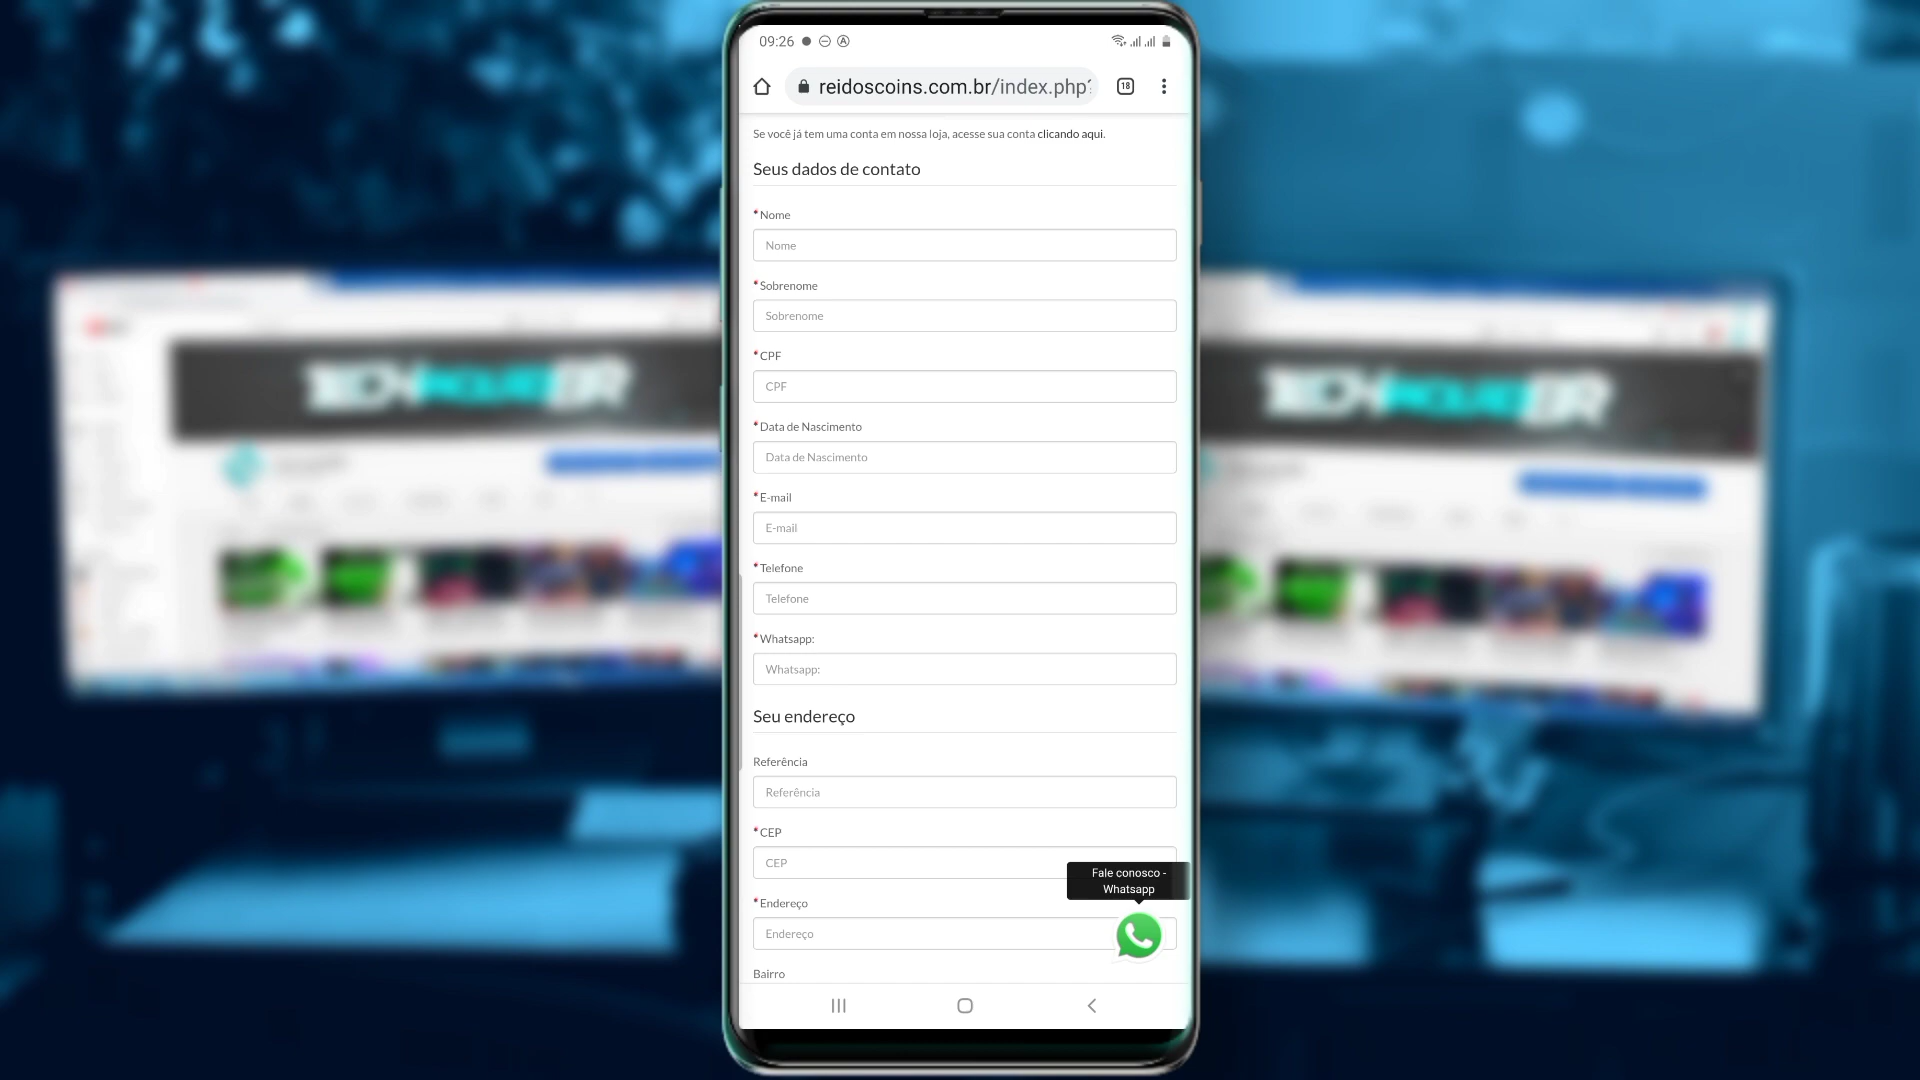 09:26
reidoscoins.com.br/index.php?
18
Se você já tem uma conta em nossa loja, acesse sua conta clicando aqui.
Seus dados de contato
* Nome
Nome
* Sobrenome
Sobrenome
* CPF
CPF
* Data de Nascimento
Data de Nascimento
* E-mail
E-mail
* Telefone
Telefone
* Whatsapp:
Whatsapp:
Seu endereço
Referência
Referência
* CEP
CEP
Fale conosco -
Whatsapp
* Endereço
Endereço
Bairro